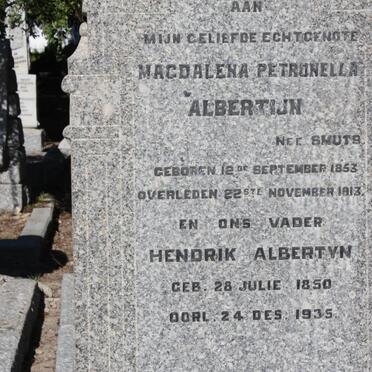 AAN
MIJN GELIEFDE ECHTGENOTE
MAGDALENA PETRONELLA
ALBERTIJN
NEE SMUTS.
GEBOREN 12DE SEPTEMBER 1853
OVERLEDEN 22STE NOVEMBER 1913.
EN ONS VADER
HENDRIK ALBERTYN
GEB. 28 JULIE 1850
OORL. 24 DES. 1935.